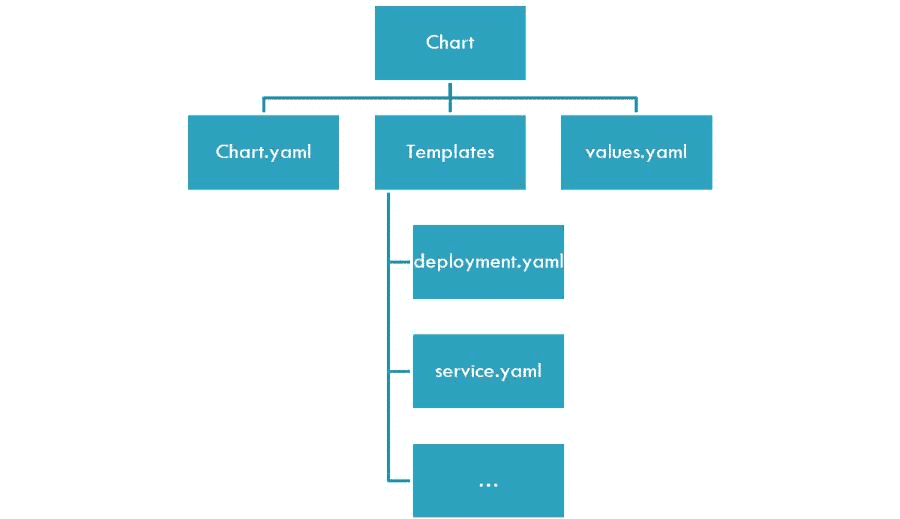 Chart
Chart.yaml
Templates
values.yaml
deployment.yaml
service.yaml
...